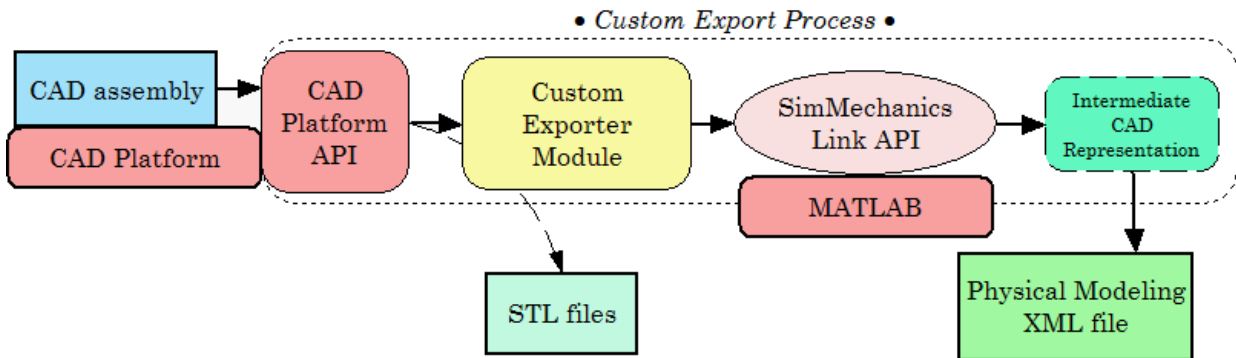 • Custom Export Process •
CAD assembly
CAD Platform
CAD
Platform
API
Custom
Exporter
Module
SimMechanics
Link API
MATLAB
Intermediate
CAD
Representation
STL files
Physical Modeling
XML file